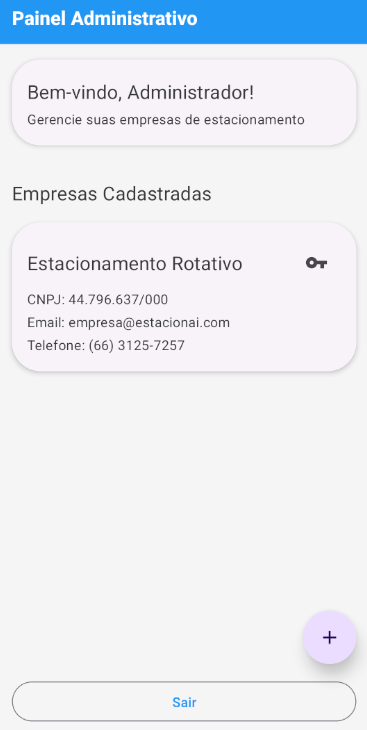 Painel Administrativo
Bem-vindo, Administrador!
Gerencie suas empresas de estacionamento
Empresas Cadastradas
Estacionamento Rotativo
CNPJ: 44.796.637/000
Email: empresa@estacionai.com
Telefone: (66) 3125-7257
+
Sair